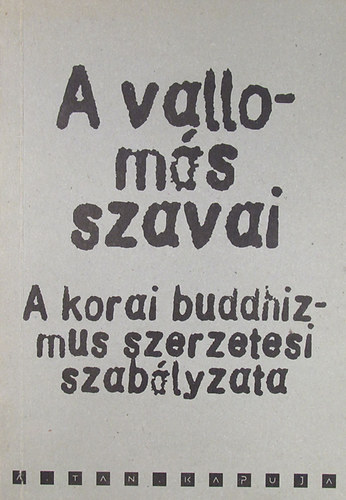 A vallo-
más
szavai
A korai buddhiz-
mus szerzetesi
szabályzata
A.TAN.KAPUJA